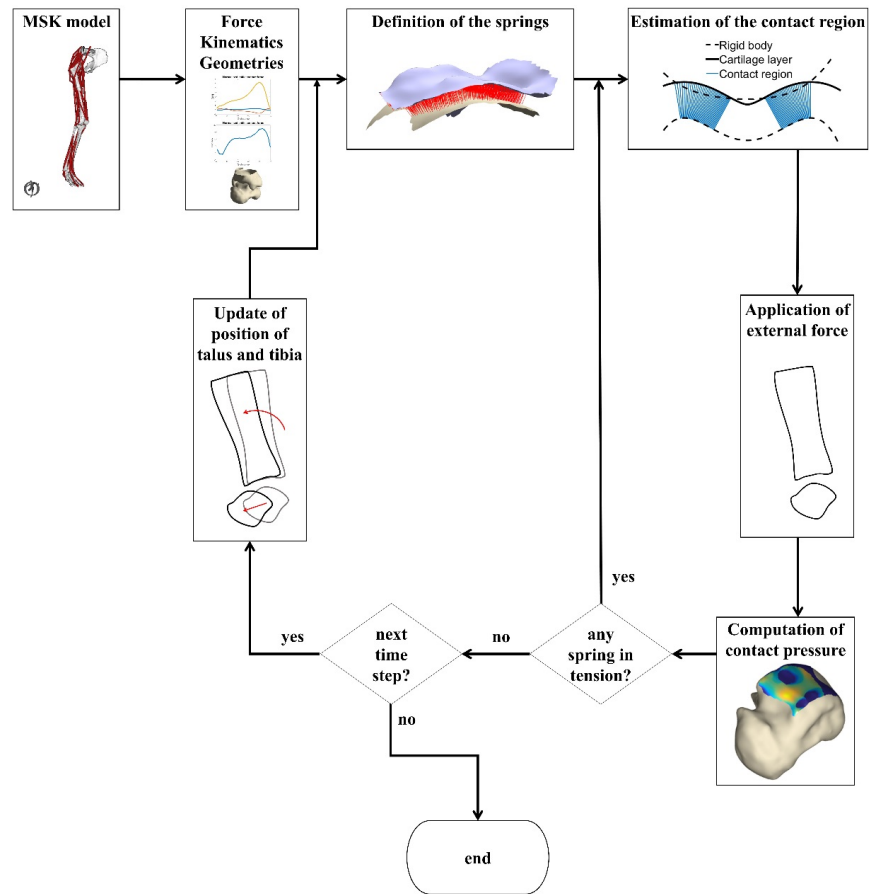 MSK model
Force
Kinematics
Geometries
Definition of the springs
Estimation of the contact region
Rigid body
Cartilage layer
Contact region
Update of
position of
talus and tibia
Application of
external force
yes
yes
next
time
step?
no
any
spring in
tension?
Computation of
contact pressure
no
end